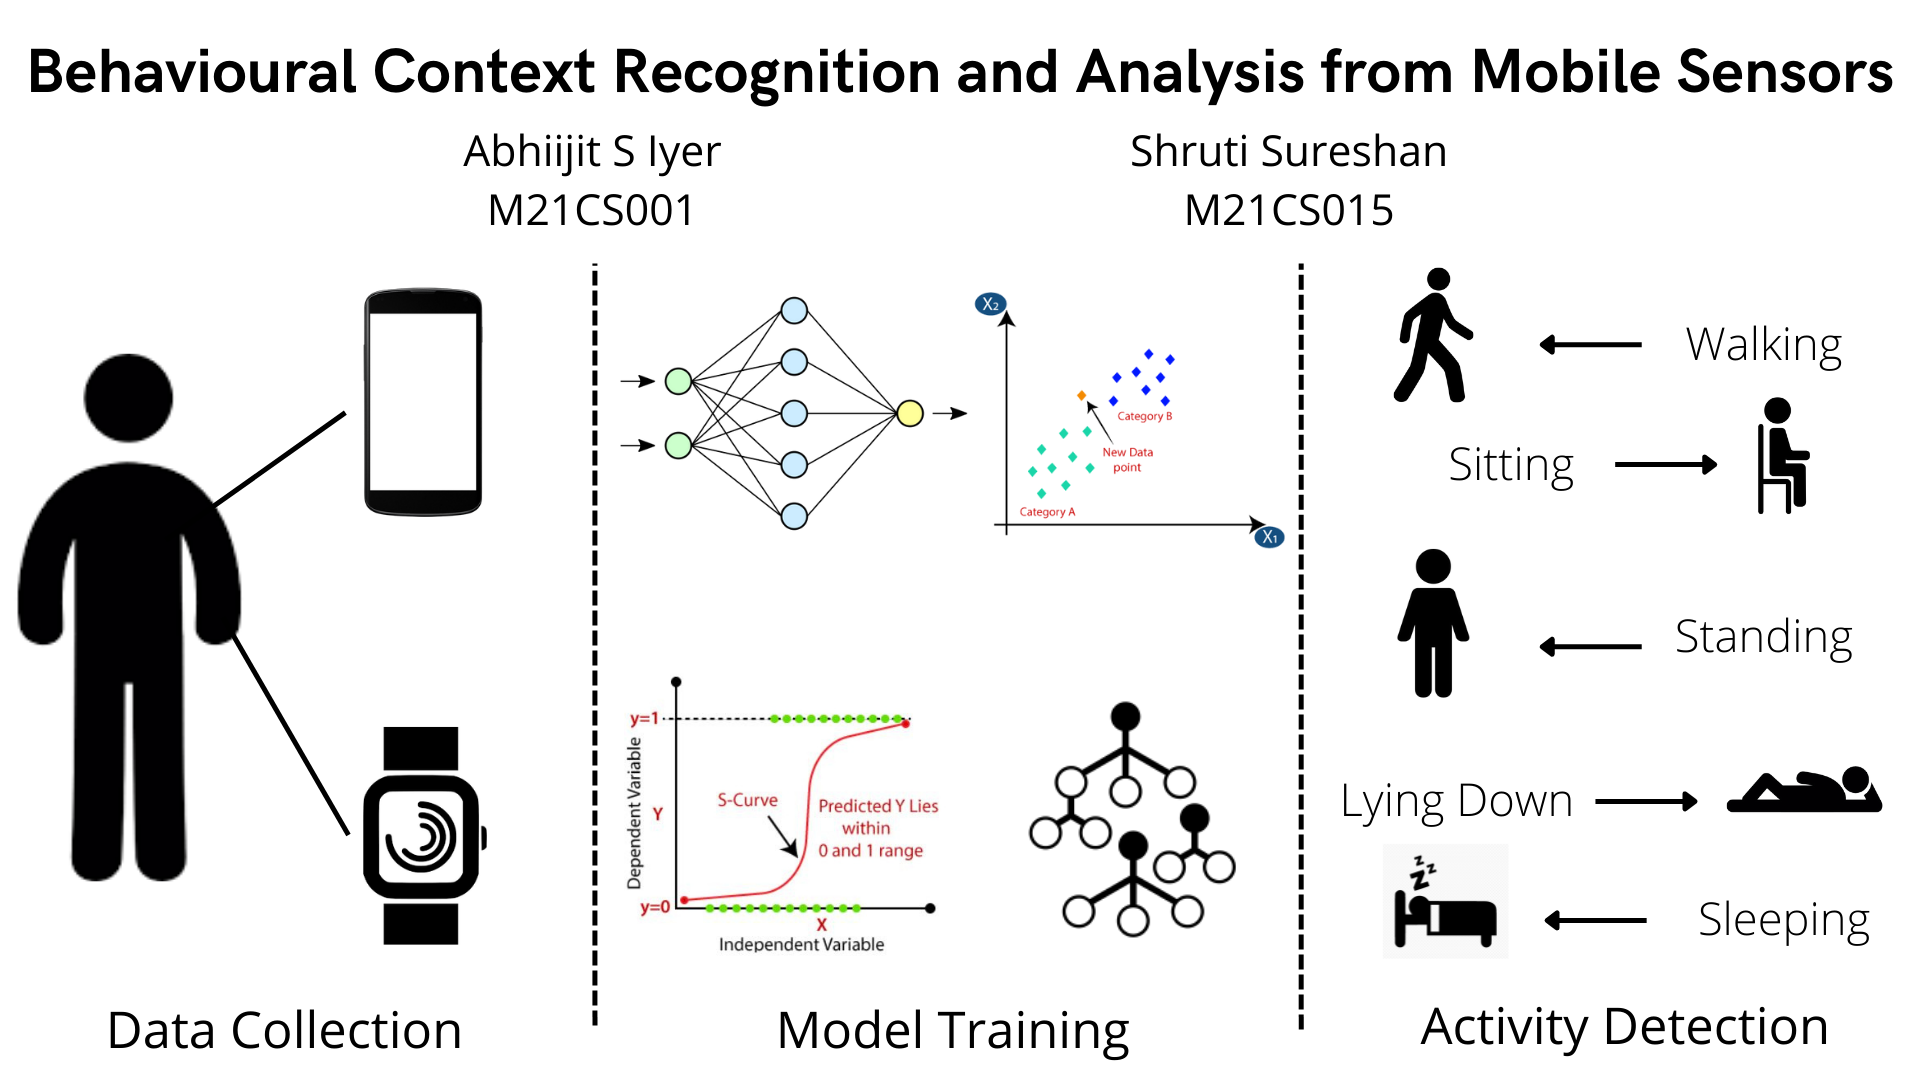 Behavioural Context Recognition and Analysis from Mobile Sensors
Abhiijit S Iyer
M21CS001
Shruti Sureshan
M21CS015
X₂
Category B
New Data
point
Category A
X₁
y=1
Dependent Variable
Y
S-Curve
Predicted Y Lies
within
0 and 1 range
y=0
X
Independent Variable
Walking
Sitting
Standing
Lying Down
z z z
Sleeping
Data Collection
Model Training
Activity Detection